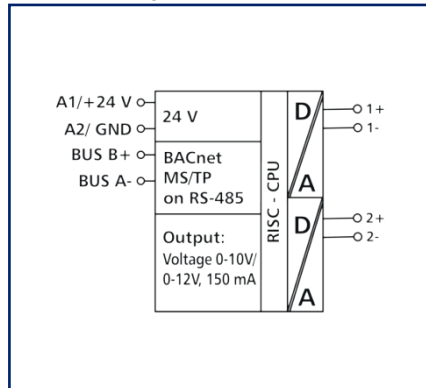 A1/+24 V
A2/ GND
BUS B+
BUS A-
24 V
BACnet
MS/TP
on RS-485
Output:
Voltage 0-10V/
0-12V, 150 mA
RISC - CPU
D
A
1+
1-
D
A
2+
2-